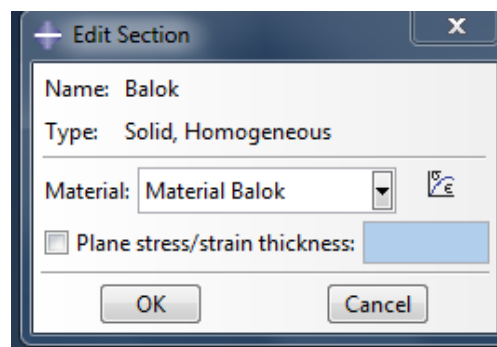 Edit Section
X
Name: Balok
Type: Solid, Homogeneous
Material: Material Balok
σ
ε
Plane stress/strain thickness:
OK Cancel